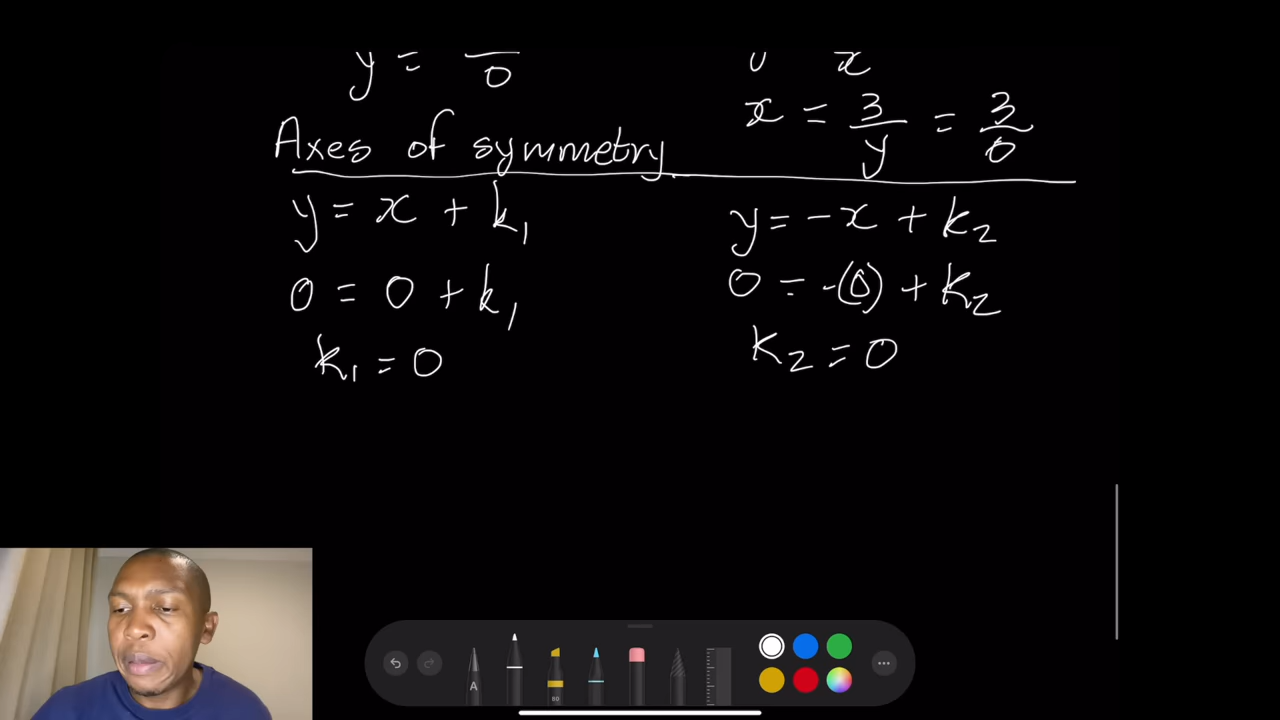 y = _/0
x
x = 3/y = 3/0
Axes of symmetry
y = x + k₁
y = -x + k₂
0 = 0 + k₁
0 = -(0) + k₂
k₁ = 0
k₂ = 0
A
80